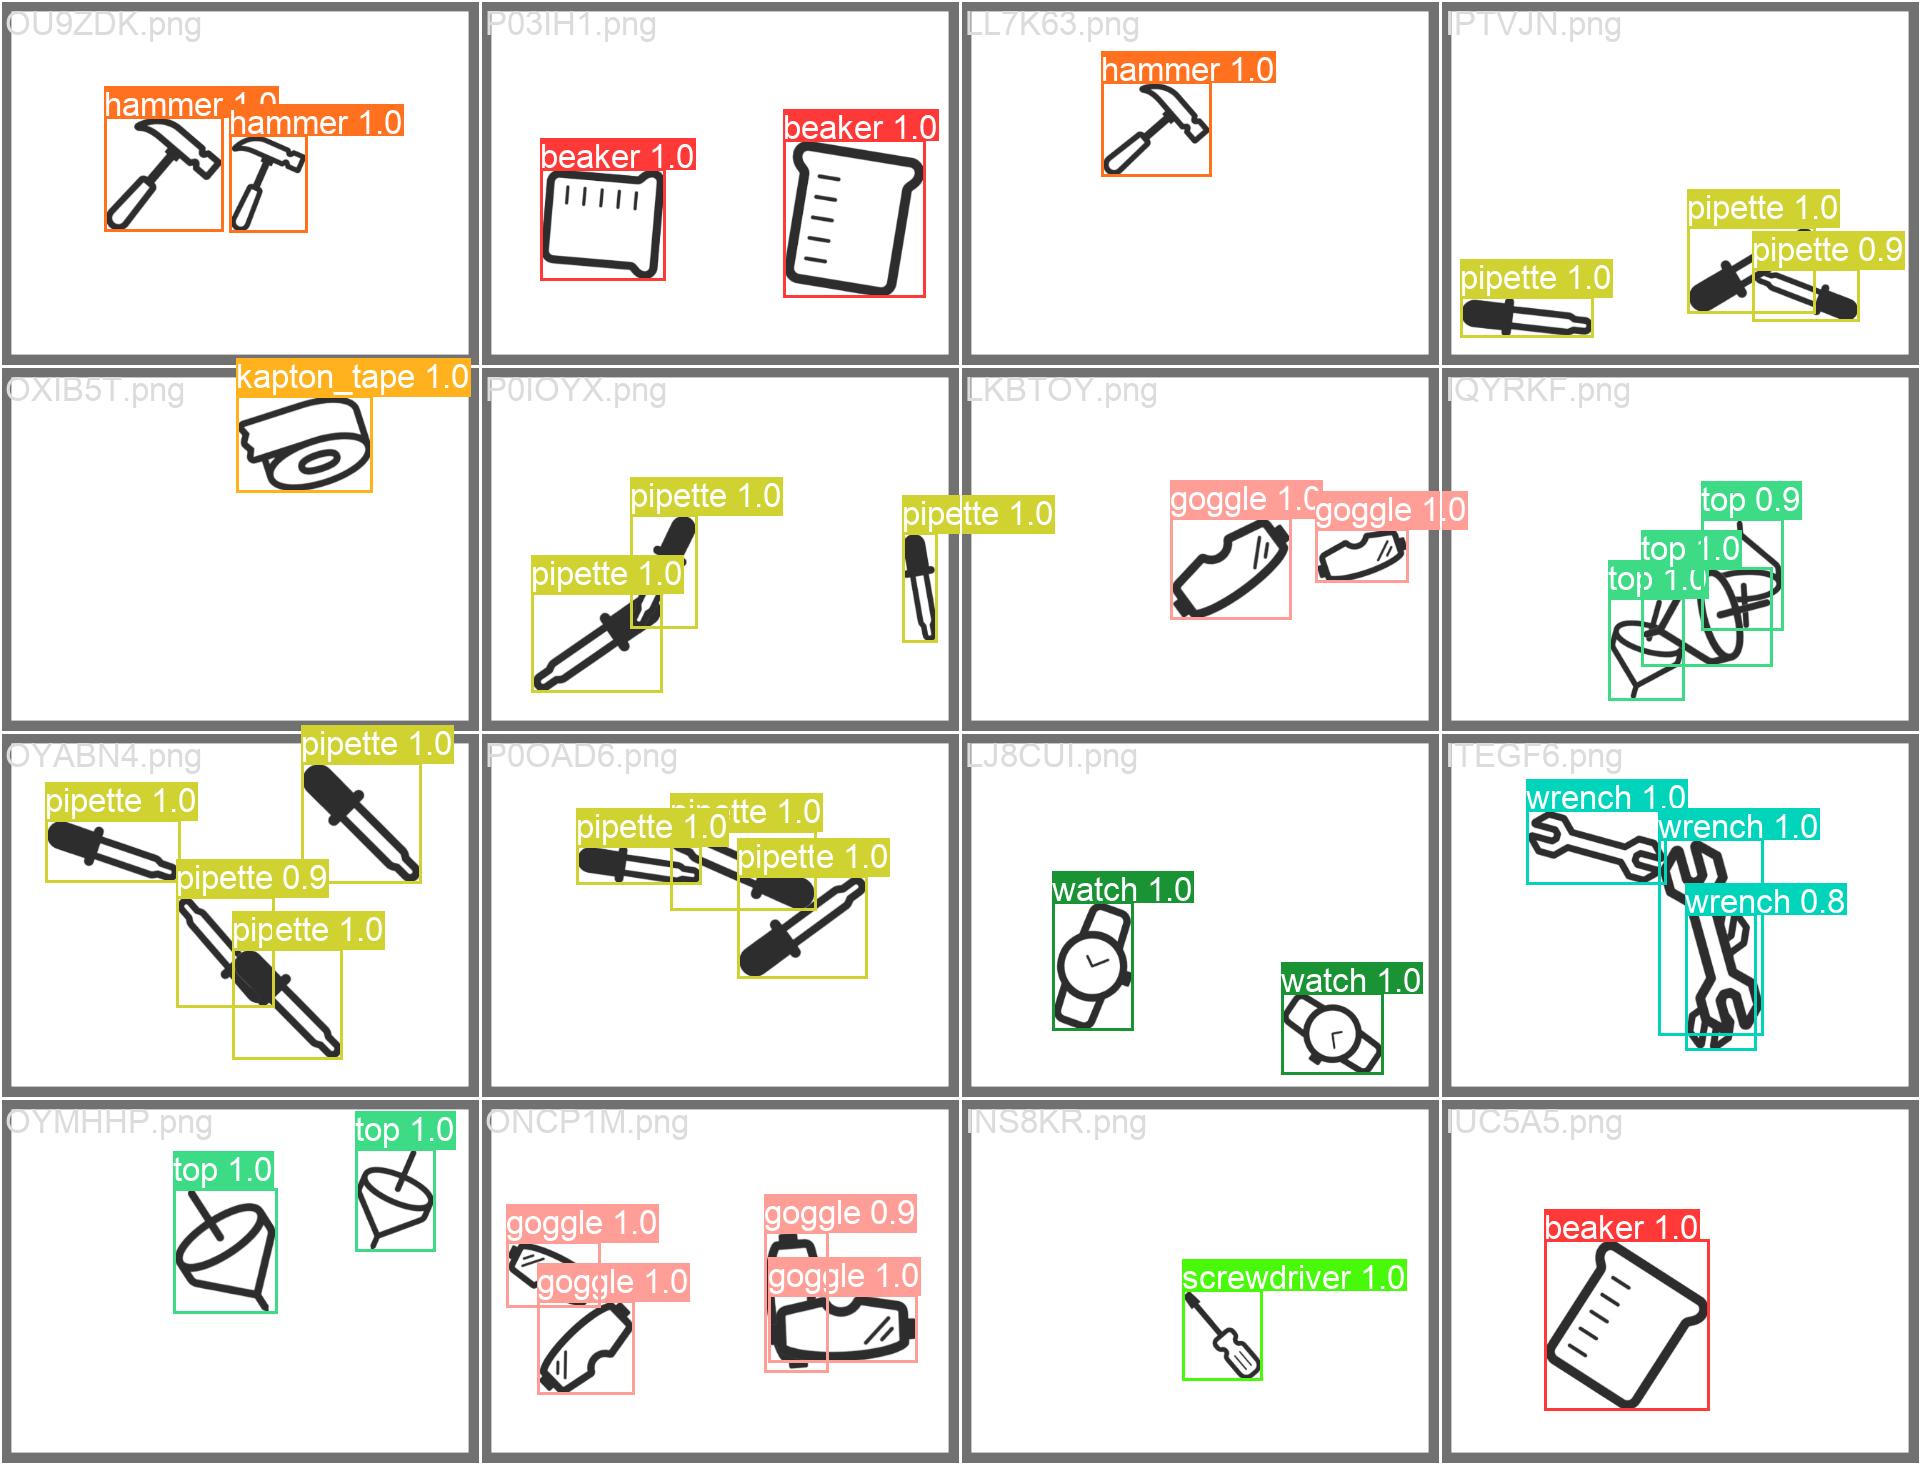 OU9ZDK.png
hammer 1.0
hammer 1.0
P03IH1.png
beaker 1.0
beaker 1.0
LL7K63.png
hammer 1.0
IPTVJN.png
pipette 1.0
pipette 0.9
pipette 1.0
OXIB5T.png
kapton_tape 1.0
P0IOYX.png
pipette 1.0
pipette 1.0
pipette 1.0
LKBTOY.png
goggle 1.0
goggle 1.0
IQYRKF.png
top 0.9
top 1.0
top 1.0
OYABN4.png
pipette 1.0
pipette 1.0
pipette 0.9
pipette 1.0
P0OAD6.png
pipette 1.0
pipette 1.0
pipette 1.0
LJ8CUI.png
watch 1.0
watch 1.0
ITEGF6.png
wrench 1.0
wrench 1.0
wrench 0.8
OYMHHP.png
top 1.0
top 1.0
ONCP1M.png
goggle 1.0
goggle 1.0
goggle 0.9
goggle 1.0
INS8KR.png
screwdriver 1.0
IUC5A5.png
beaker 1.0